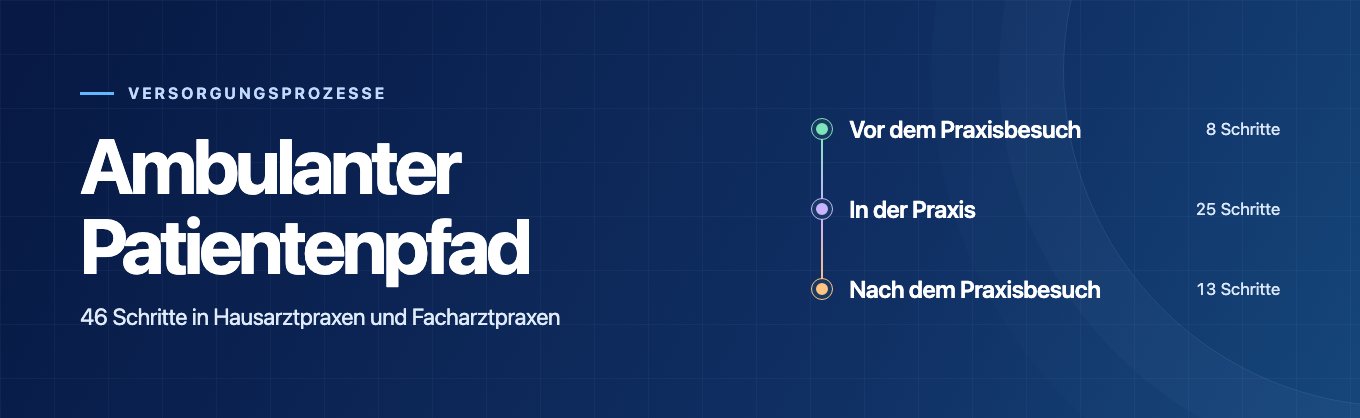 VERSORGUNGSPROZESSE
Ambulanter
Patientenpfad
46 Schritte in Hausarztpraxen und Facharztpraxen
Vor dem Praxisbesuch 8 Schritte
In der Praxis 25 Schritte
Nach dem Praxisbesuch 13 Schritte